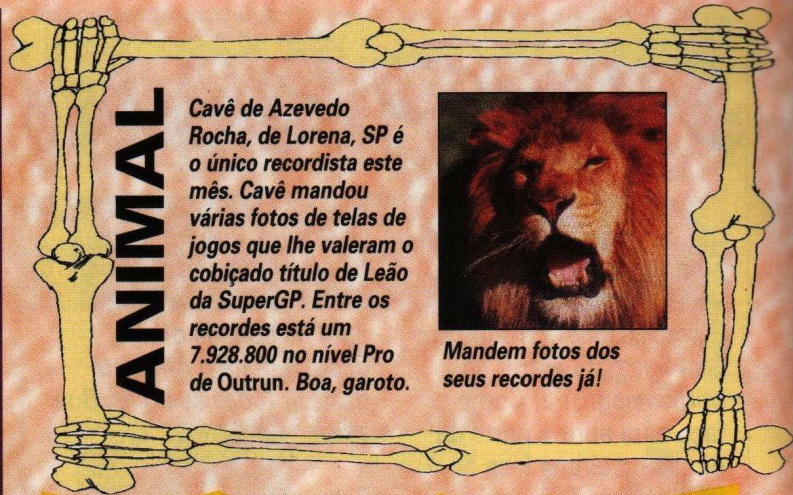 ANIMAL
Cavê de Azevedo
Rocha, de Lorena, SP é
o único recordista este
mês. Cavê mandou
várias fotos de telas de
jogos que lhe valeram o
cobiçado título de Leão
da SuperGP. Entre os
recordes está um
7.928.800 no nível Pro
de Outrun. Boa, garoto.
Mandem fotos dos
seus recordes já!